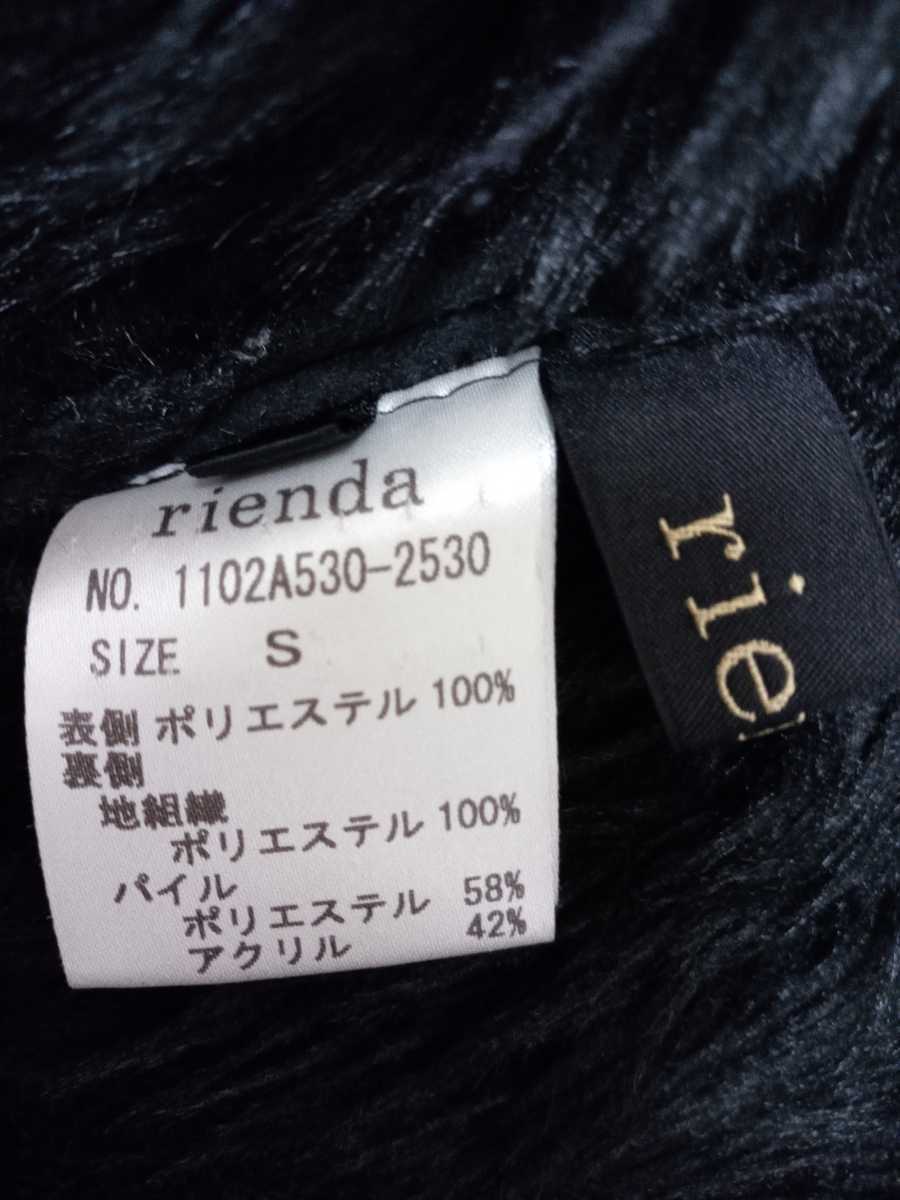 rienda
NO. 1102A530-2530
SIZE S
表側 ポリエステル 100%
裏側
地組織
ポリエステル 100%
パイル
ポリエステル 58%
アクリル 42%
rie